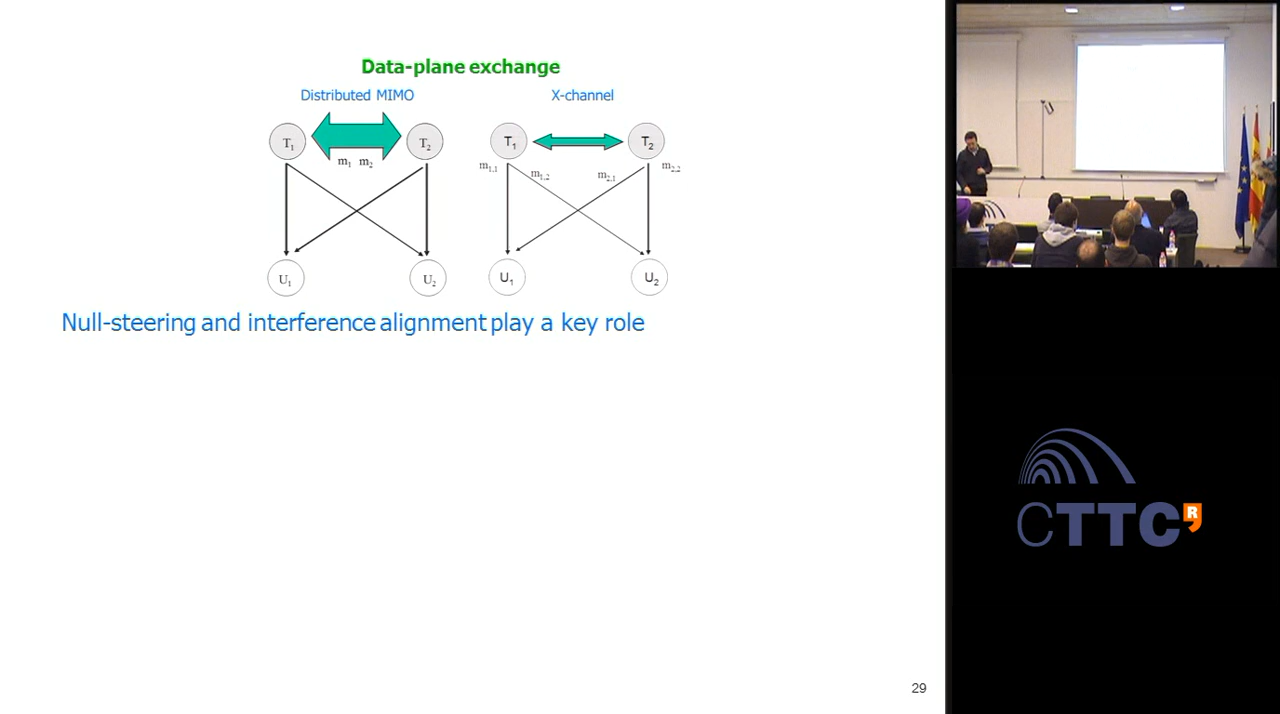 Data-plane exchange
Distributed MIMO
X-channel
T1
T2
T1
T2
m1 m2
m1,1
m1,2
m2,1
m2,2
U1
U2
U1
U2
Null-steering and interference alignment play a key role
CTTC R
29